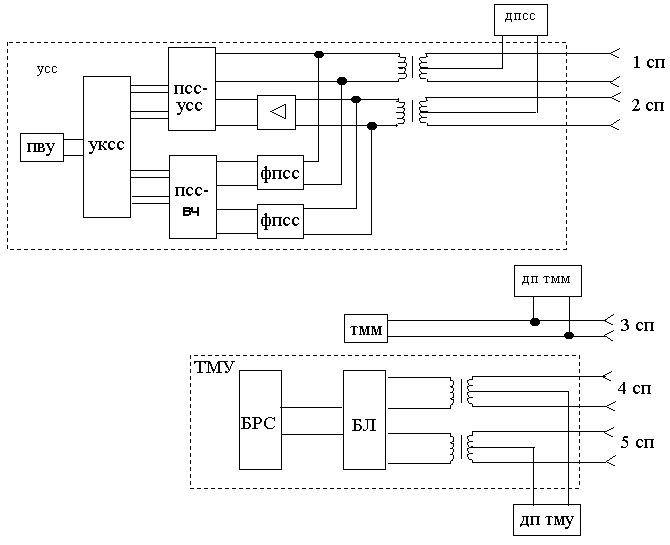 дпсс
усс
1 сп
псс-
усс
2 сп
пву
уксс
фпсс
псс-
вч
фпсс
дп тмм
тмм
3 сп
ТМУ
4 сп
БРС
БЛ
5 сп
дп тму